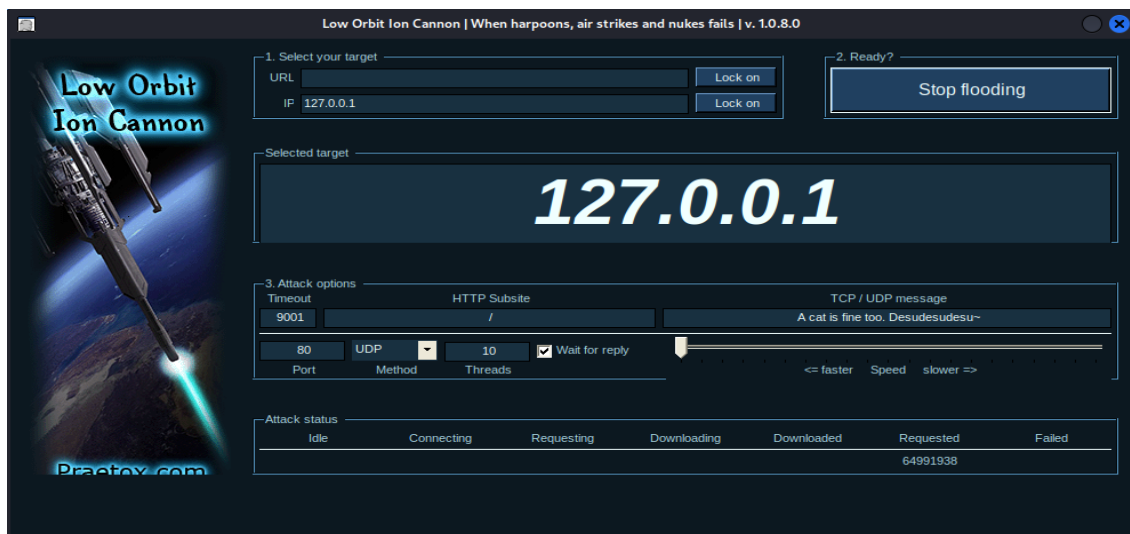 Low Orbit Ion Cannon | When harpoons, air strikes and nukes fails | v. 1.0.8.0
Low Orbit
Ion Cannon
Praetox.com
1. Select your target
URL Lock on
IP 127.0.0.1 Lock on
2. Ready?
Stop flooding
Selected target
127.0.0.1
3. Attack options
Timeout HTTP Subsite TCP / UDP message
9001 / A cat is fine too. Desudesudesu~
80 UDP 10 Wait for reply
Port Method Threads <= faster Speed slower =>
Attack status
Idle Connecting Requesting Downloading Downloaded Requested Failed
64991938